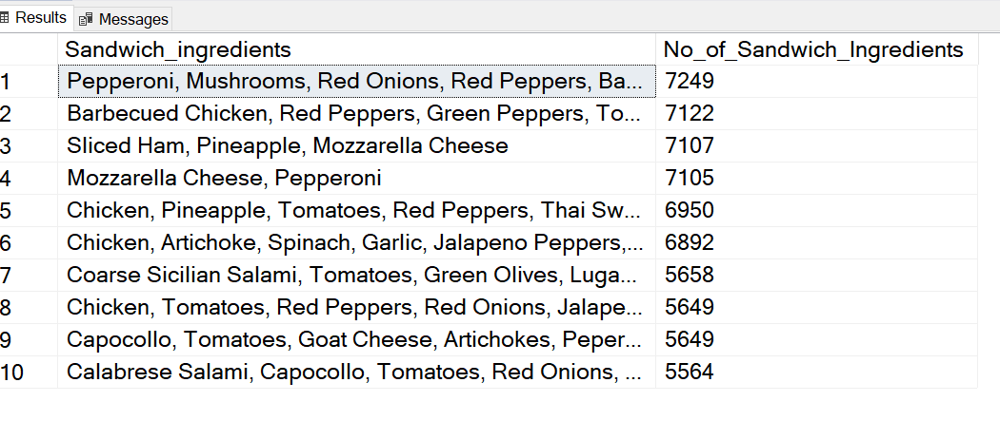 Results Messages
Sandwich_ingredients No_of_Sandwich_Ingredients
1 Pepperoni, Mushrooms, Red Onions, Red Peppers, Ba... 7249
2 Barbecued Chicken, Red Peppers, Green Peppers, To... 7122
3 Sliced Ham, Pineapple, Mozzarella Cheese 7107
4 Mozzarella Cheese, Pepperoni 7105
5 Chicken, Pineapple, Tomatoes, Red Peppers, Thai Sw... 6950
6 Chicken, Artichoke, Spinach, Garlic, Jalapeno Peppers,... 6892
7 Coarse Sicilian Salami, Tomatoes, Green Olives, Luga... 5658
8 Chicken, Tomatoes, Red Peppers, Red Onions, Jalape... 5649
9 Capocollo, Tomatoes, Goat Cheese, Artichokes, Peper... 5649
10 Calabrese Salami, Capocollo, Tomatoes, Red Onions, ... 5564